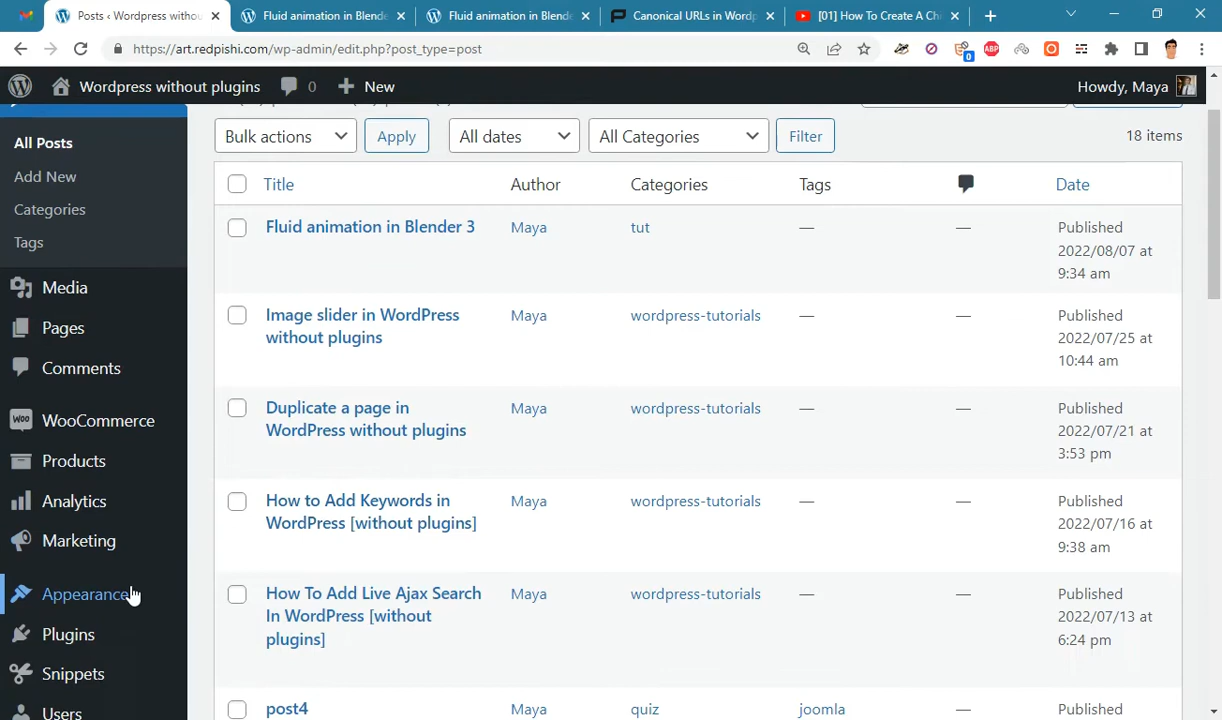 Posts ‹ Wordpress withou
Fluid animation in Blende
Fluid animation in Blende
Canonical URLs in Wordp
[01] How To Create A Chi
https://art.redpishi.com/wp-admin/edit.php?post_type=post
0
ABP
Wordpress without plugins
0
New
Howdy, Maya
All Posts
Add New
Categories
Tags
Media
Pages
Comments
WOO
WooCommerce
Products
Analytics
Marketing
Appearance
Plugins
Snippets
Users
Bulk actions
Apply
All dates
All Categories
Filter
18 items
Title
Author
Categories
Tags
Date
Fluid animation in Blender 3
Maya
tut
—
—
Published
2022/08/07 at
9:34 am
Image slider in WordPress
without plugins
Maya
wordpress-tutorials
—
—
Published
2022/07/25 at
10:44 am
Duplicate a page in
WordPress without plugins
Maya
wordpress-tutorials
—
—
Published
2022/07/21 at
3:53 pm
How to Add Keywords in
WordPress [without plugins]
Maya
wordpress-tutorials
—
—
Published
2022/07/16 at
9:38 am
How To Add Live Ajax Search
In WordPress [without
plugins]
Maya
wordpress-tutorials
—
—
Published
2022/07/13 at
6:24 pm
post4
Maya
quiz
joomla
—
Published